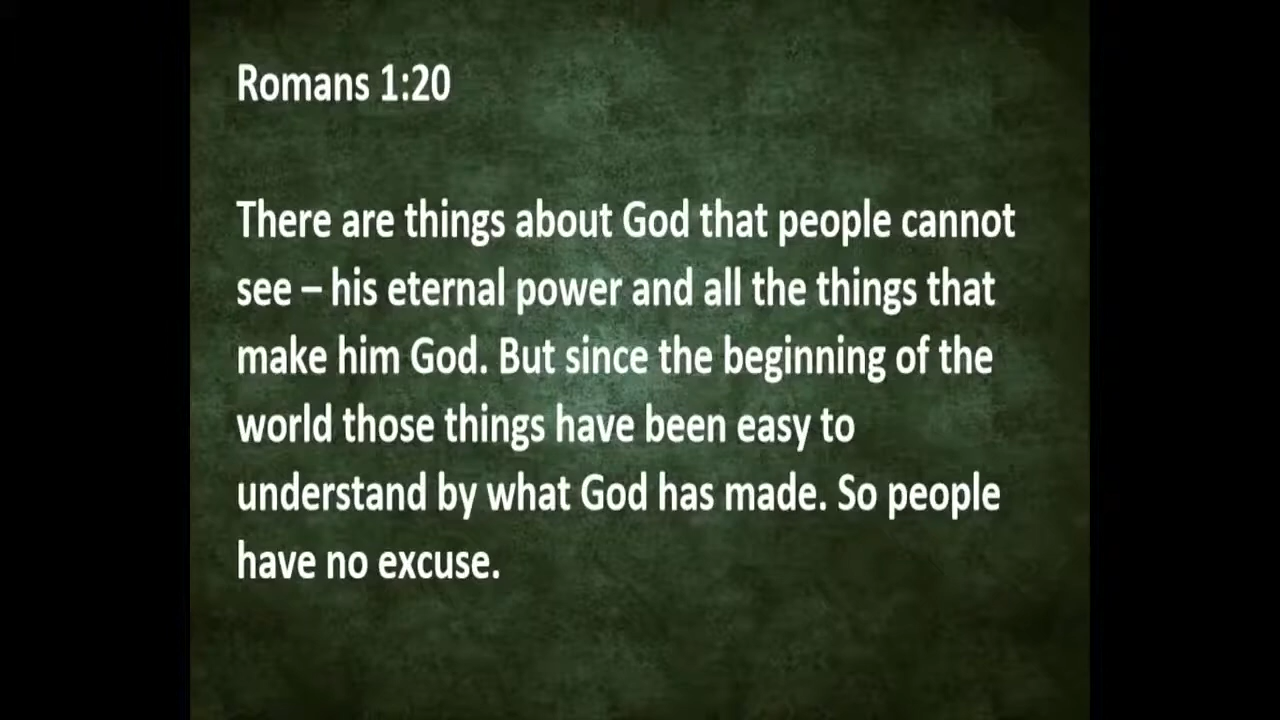 Romans 1:20
There are things about God that people cannot
see – his eternal power and all the things that
make him God. But since the beginning of the
world those things have been easy to
understand by what God has made. So people
have no excuse.